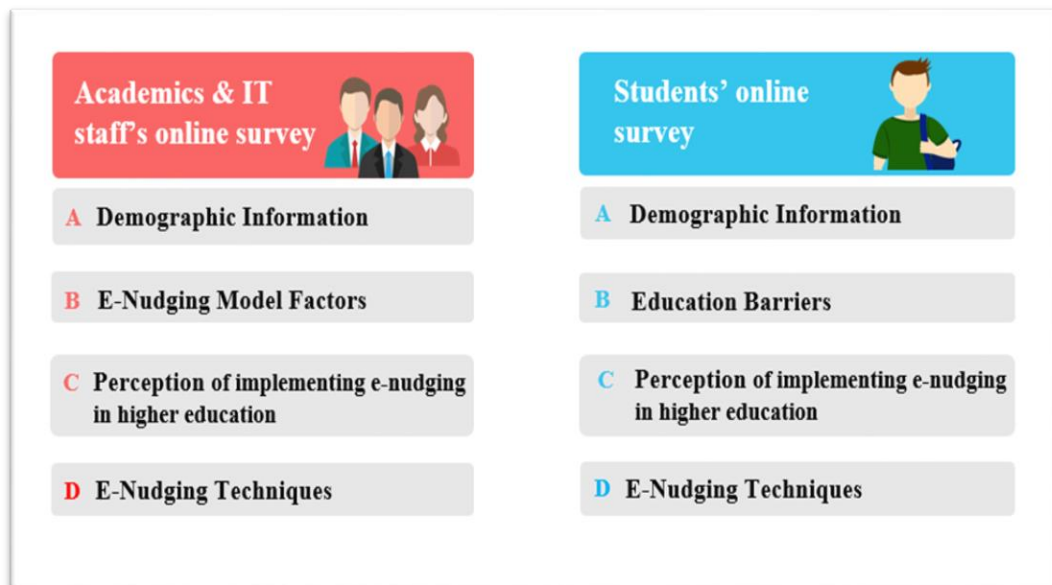 Academics & IT
staff's online survey
A Demographic Information
B E-Nudging Model Factors
C Perception of implementing e-nudging
in higher education
D E-Nudging Techniques
Students' online
survey
A Demographic Information
B Education Barriers
C Perception of implementing e-nudging
in higher education
D E-Nudging Techniques